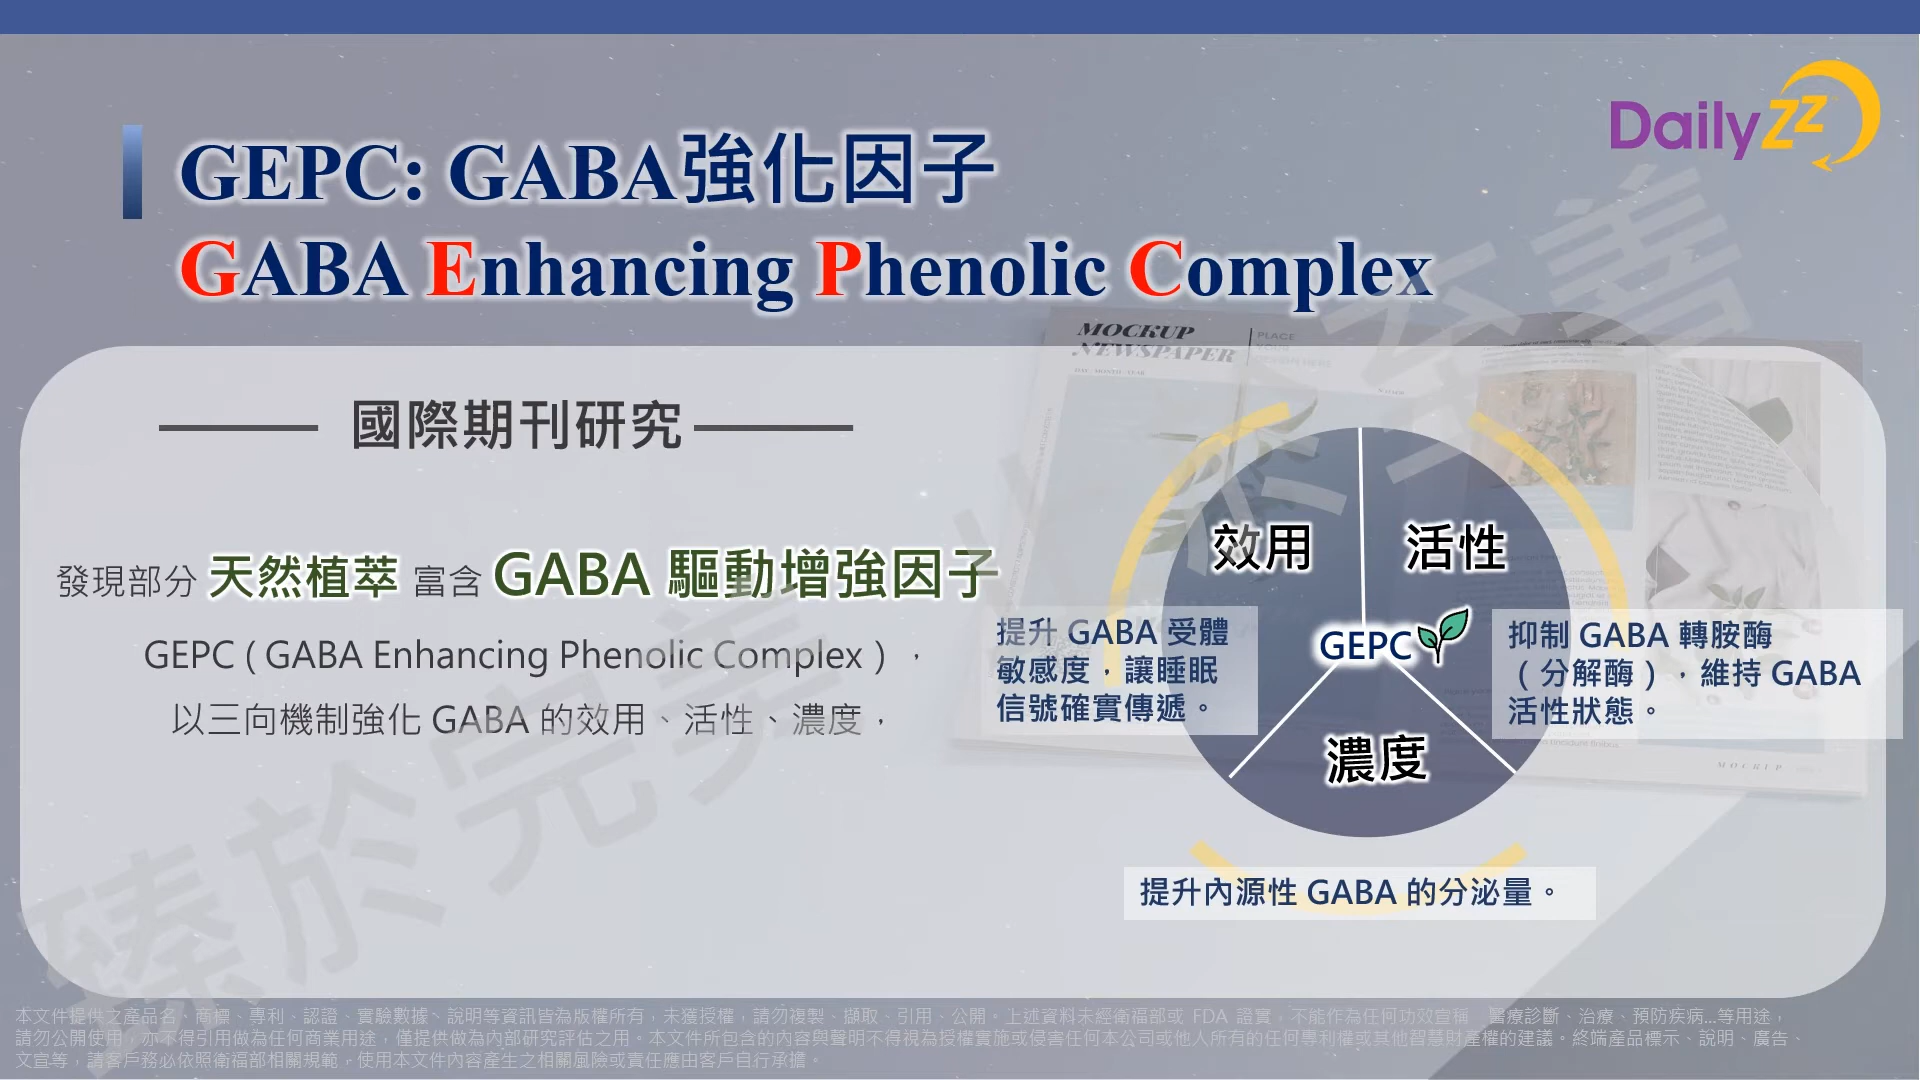 DailyZz
GEPC: GABA強化因子
GABA Enhancing Phenolic Complex
MOCKUP
NEWSPAPER
PLACE
國際期刊研究
發現部分 天然植萃 富含 GABA 驅動增強因子
GEPC ( GABA Enhancing Phenolic Complex ) ，
以三向機制強化 GABA 的效用、活性、濃度，
效用
活性
GEPC
濃度
提升 GABA 受體
敏感度，讓睡眠
信號確實傳遞。
抑制 GABA 轉胺酶
（分解酶），維持 GABA
活性狀態。
提升內源性 GABA 的分泌量。
MOCKUP
臻於完美 止於至善
本文件提供之產品名、商標、專利、認證、實驗數據、說明等資訊皆為版權所有，未獲授權，請勿複製、擷取、引用、公開。上述資料未經衛福部或 FDA 證實，不能作為任何功效宣稱、醫療診斷、治療、預防疾病...等用途，
請勿公開使用，亦不得引用做為任何商業用途，僅提供做為內部研究評估之用。本文件所包含的內容與聲明不得視為授權實施或侵害任何本公司或他人所有的任何專利權或其他智慧財產權的建議。終端產品標示、說明、廣告、
文宣等，請客戶務必依照衛福部相關規範，使用本文件內容產生之相關風險或責任應由客戶自行承擔。